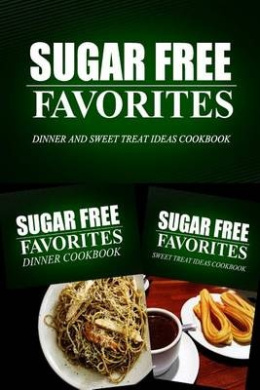 SUGAR FREE
FAVORITES
DINNER AND SWEET TREAT IDEAS COOKBOOK
SUGAR FREE
FAVORITES
DINNER COOKBOOK
SUGAR FREE
FAVORITES
SWEET TREAT IDEAS COOKBOOK